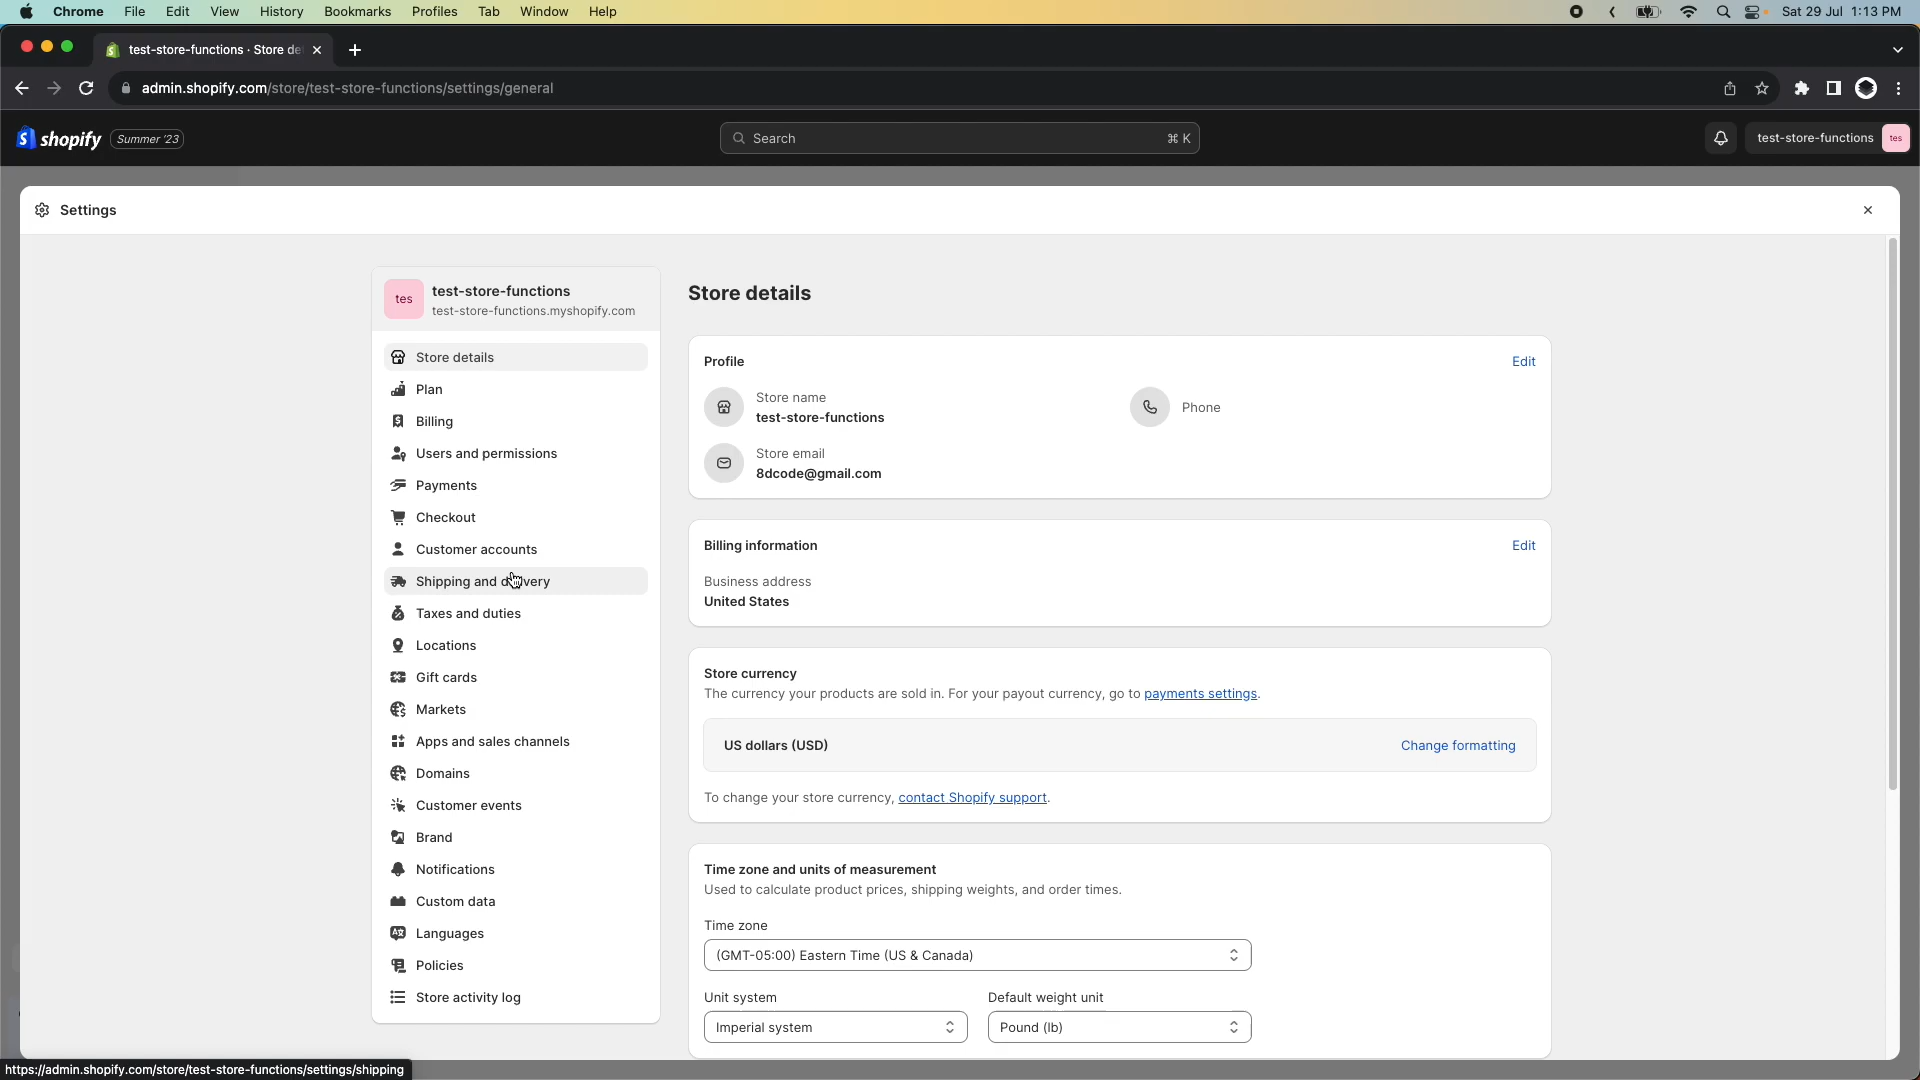 Chrome File Edit View History Bookmarks Profiles Tab Window Help Sat 29 Jul 1:13 PM
test-store-functions · Store de
admin.shopify.com/store/test-store-functions/settings/general
shopify Summer '23 Search ⌘ K test-store-functions tes
Settings
tes
test-store-functions
test-store-functions.myshopify.com
Store details
Plan
Billing
Users and permissions
Payments
Checkout
Customer accounts
Shipping and delivery
Taxes and duties
Locations
Gift cards
Markets
Apps and sales channels
Domains
Customer events
Brand
Notifications
Custom data
Languages
Policies
Store activity log
Store details
Profile Edit
Store name
test-store-functions
Phone
Store email
8dcode@gmail.com
Billing information Edit
Business address
United States
Store currency
The currency your products are sold in. For your payout currency, go to payments settings.
US dollars (USD) Change formatting
To change your store currency, contact Shopify support.
Time zone and units of measurement
Used to calculate product prices, shipping weights, and order times.
Time zone
(GMT-05:00) Eastern Time (US & Canada)
Unit system Default weight unit
Imperial system Pound (lb)
https://admin.shopify.com/store/test-store-functions/settings/shipping